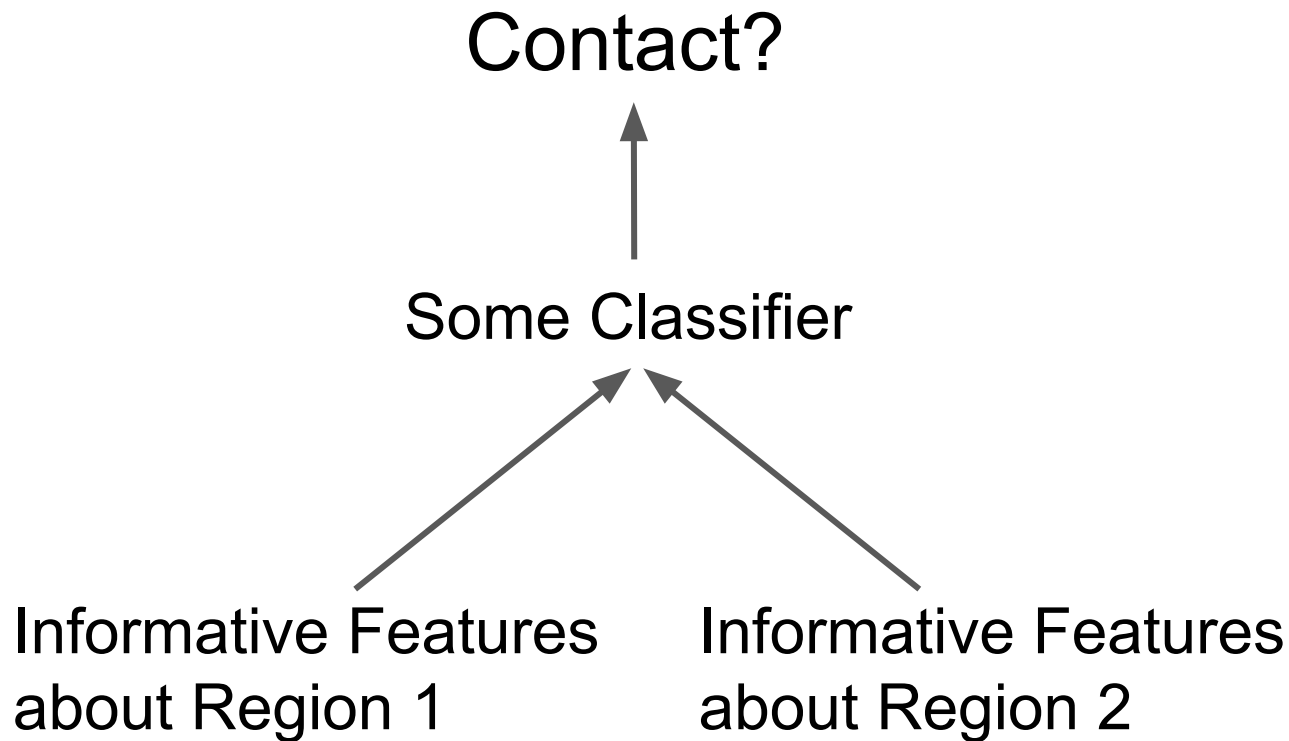 Contact?
Some Classifier
Informative Features
about Region 1
Informative Features
about Region 2